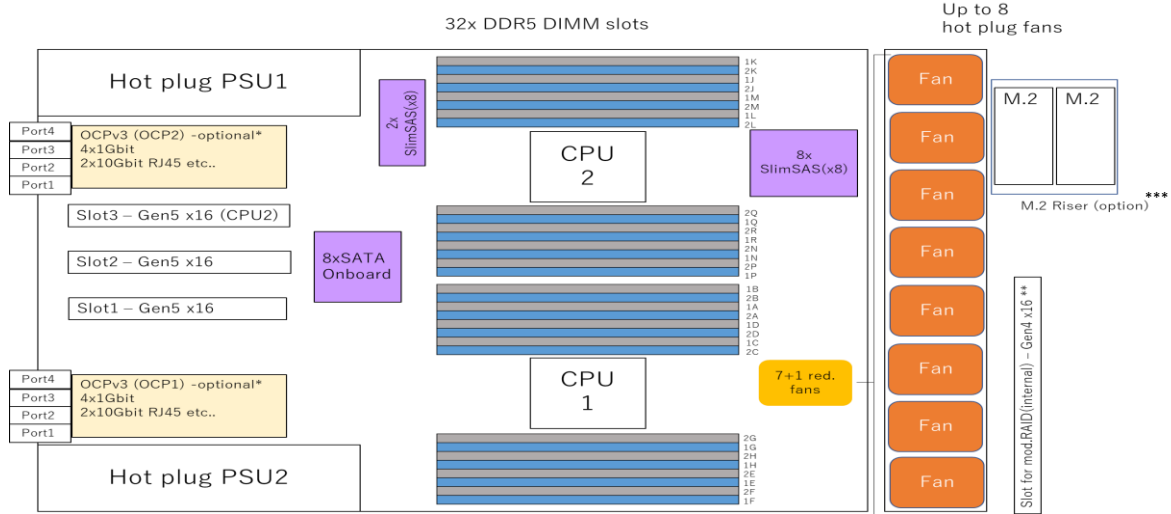 32x DDR5 DIMM slots
Up to 8
hot plug fans
Hot plug PSU1
2x
SlimSAS(x8)
1K
2K
1J
2J
1M
2M
1L
2L
Fan
M.2
M.2
Port4
Port3
Port2
Port1
OCPv3 (OCP2) -optional*
4x1Gbit
2x10Gbit RJ45 etc..
CPU
2
8x
SlimSAS(x8)
Fan
Fan
M.2 Riser (option)
***
Slot3 – Gen5 x16 (CPU2)
Slot2 – Gen5 x16
Slot1 – Gen5 x16
8xSATA
Onboard
2Q
1Q
2R
1R
2N
1N
2P
1P
Fan
1B
2B
1A
2A
1D
2D
1C
2C
Fan
Slot for mod.RAID(internal) – Gen4 x16 **
Port4
Port3
Port2
Port1
OCPv3 (OCP1) -optional*
4x1Gbit
2x10Gbit RJ45 etc..
CPU
1
7+1 red.
fans
Fan
Fan
Hot plug PSU2
2G
1G
2H
1H
2E
1E
2F
1F
Fan